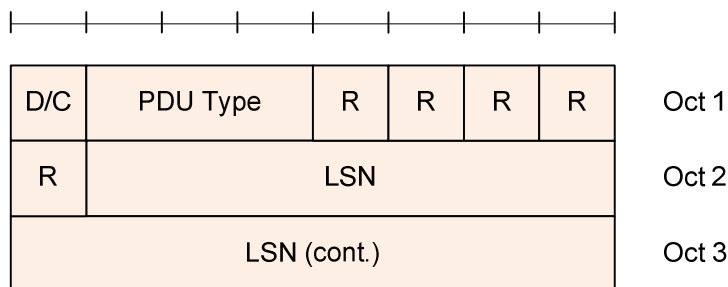 D/C PDU Type R R R R Oct 1
R LSN Oct 2
LSN (cont.) Oct 3